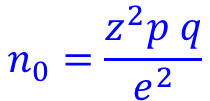 n₀ = z²p q / e²